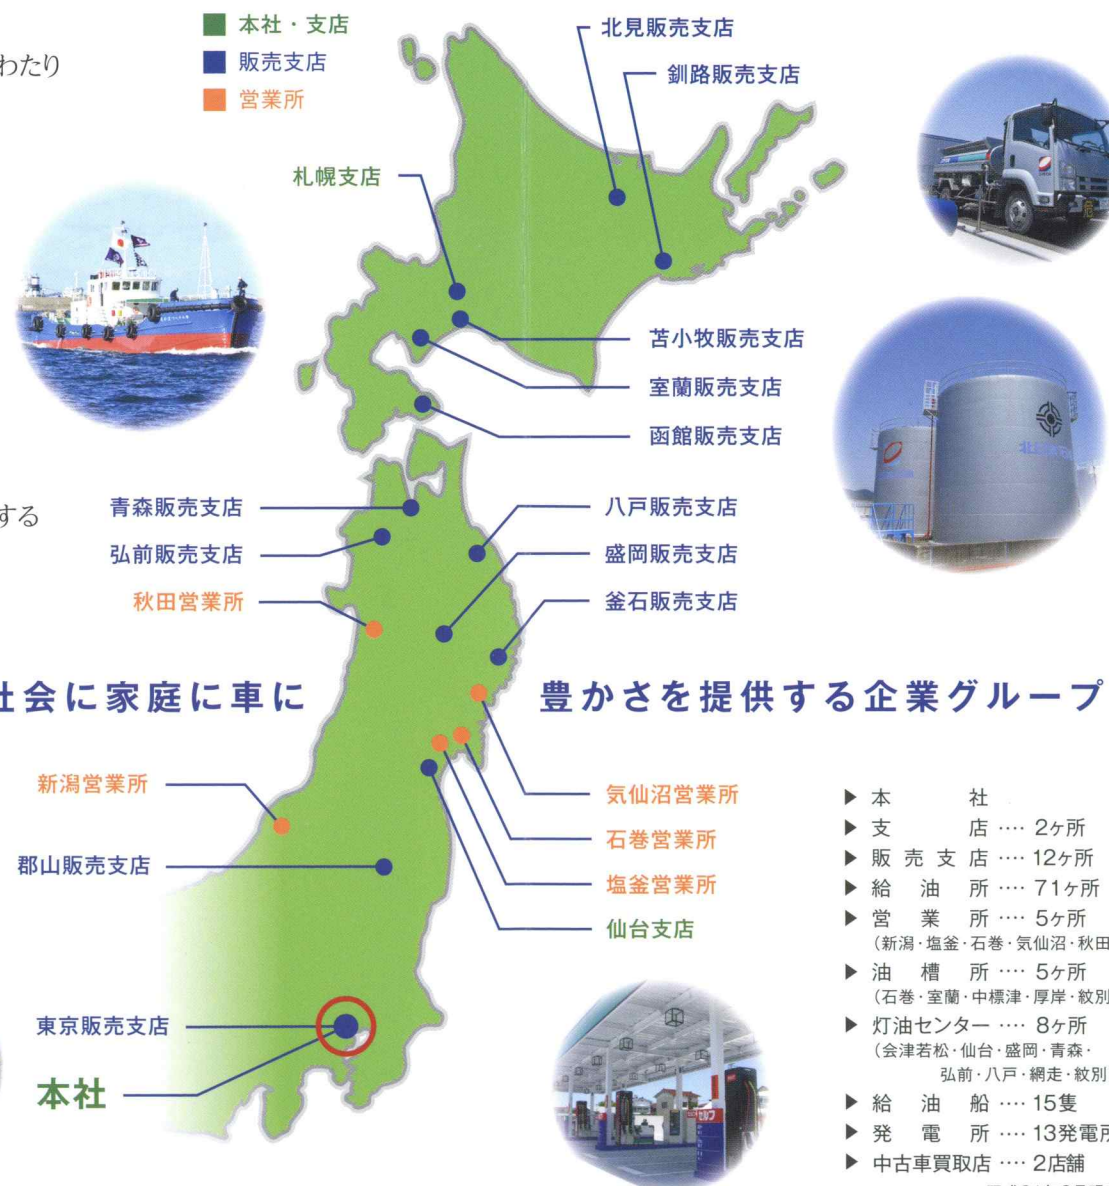 本社・支店
販売支店
営業所
わたり
北見販売支店
釧路販売支店
札幌支店
苫小牧販売支店
室蘭販売支店
函館販売支店
青森販売支店
弘前販売支店
秋田営業所
八戸販売支店
盛岡販売支店
釜石販売支店
する
社会に家庭に車に
豊かさを提供する企業グループ
新潟営業所
郡山販売支店
気仙沼営業所
石巻営業所
塩釜営業所
仙台支店
東京販売支店
本社
セルフ
▶ 本社
▶ 支店 ‥‥ 2ヶ所
▶ 販売支店 ‥‥ 12ヶ所
▶ 給油所 ‥‥ 71ヶ所
▶ 営業所 ‥‥ 5ヶ所
（新潟・塩釜・石巻・気仙沼・秋田
▶ 油槽所 ‥‥ 5ヶ所
（石巻・室蘭・中標津・厚岸・紋別
▶ 灯油センター ‥‥ 8ヶ所
（会津若松・仙台・盛岡・青森・
弘前・八戸・網走・紋別
▶ 給油船 ‥‥ 15隻
▶ 発電所 ‥‥ 13発電所
▶ 中古車買取店 ‥‥ 2店舗